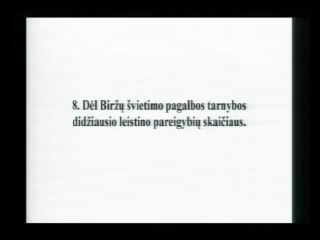 8. Dėl Biržų švietimo pagalbos tarnybos
didžiausio leistino pareigybių skaičiaus.